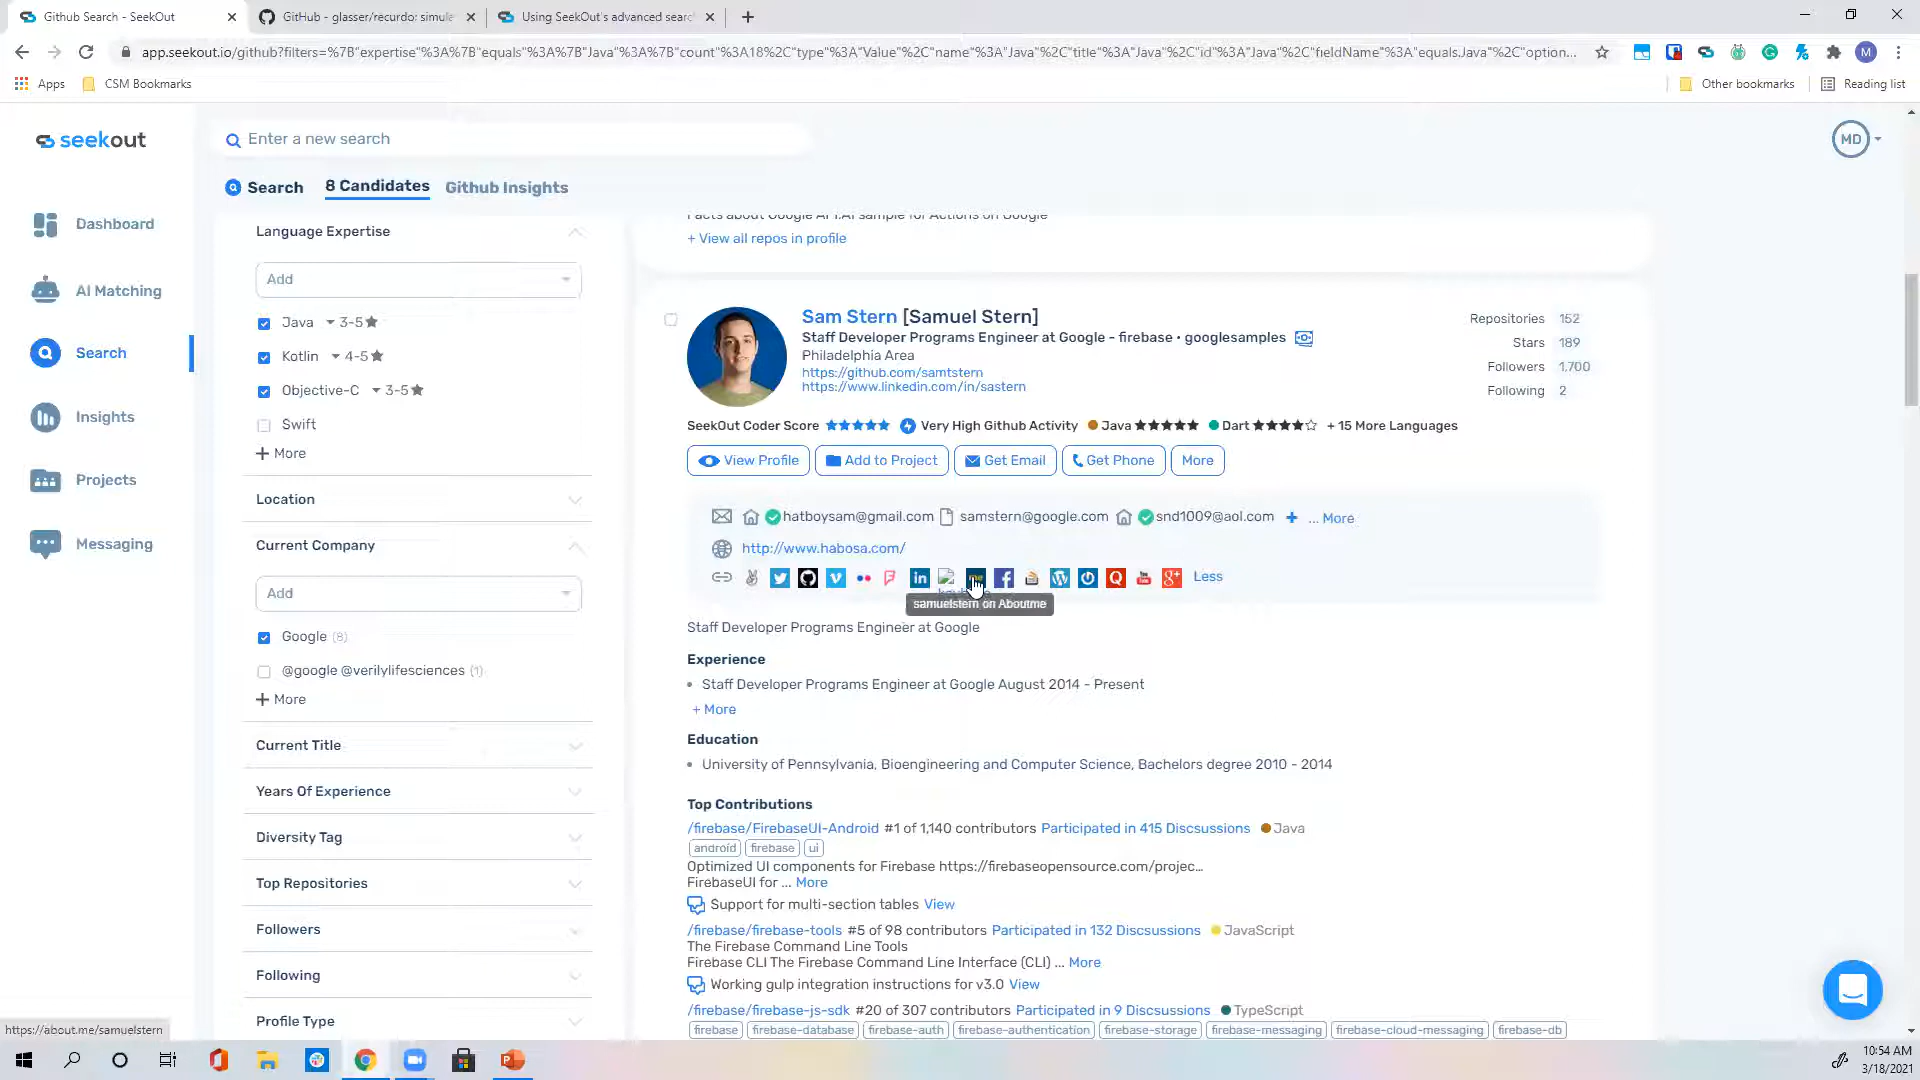 Github Search - SeekOut
GitHub - glasser/recurdo: simul
Using SeekOut's advanced sear
app.seekout.io/github?filters=%7B"expertise"%3A%7B"equals"%3A%7B"Java"%3A%7B"count"%3A18%2C"type"%3A"Value"%2C"name"%3A"Java"%2C"title"%3A"Java"%2C"id"%3A"Java"%2C"fieldName"%3A"equals,Java"%2C"option...
M
Apps
CSM Bookmarks
Other bookmarks
Reading list
seekout
Enter a new search
MD
Search
8 Candidates
Github Insights
Dashboard
AI Matching
Search
Insights
Projects
Messaging
Language Expertise
Add
Java 3-5
Kotlin 4-5
Objective-C 3-5
Swift
+ More
Location
Current Company
Add
Google (8)
@google @verilylifesciences (1)
+ More
Current Title
Years Of Experience
Diversity Tag
Top Repositories
Followers
Following
Profile Type
Facts about Google API.AI sample for Actions on Google
+ View all repos in profile
Sam Stern [Samuel Stern]
Staff Developer Programs Engineer at Google - firebase • googlesamples
Philadelphia Area
https://github.com/samtstern
https://www.linkedin.com/in/sastern
Repositories 152
Stars 189
Followers 1,700
Following 2
SeekOut Coder Score ★★★★★ Very High Github Activity Java ★★★★★ Dart ★★★★☆ + 15 More Languages
View Profile
Add to Project
Get Email
Get Phone
More
hatboysam@gmail.com samstern@google.com snd1009@aol.com + ... More
http://www.habosa.com/
Less
samuelstern on Aboutme
Staff Developer Programs Engineer at Google
Experience
• Staff Developer Programs Engineer at Google August 2014 - Present
+ More
Education
• University of Pennsylvania, Bioengineering and Computer Science, Bachelors degree 2010 - 2014
Top Contributions
/firebase/FirebaseUI-Android #1 of 1,140 contributors Participated in 415 Discsussions Java
android firebase ui
Optimized UI components for Firebase https://firebaseopensource.com/projec...
FirebaseUI for ... More
Support for multi-section tables View
/firebase/firebase-tools #5 of 98 contributors Participated in 132 Discsussions JavaScript
The Firebase Command Line Tools
Firebase CLI The Firebase Command Line Interface (CLI) ... More
Working gulp integration instructions for v3.0 View
/firebase/firebase-js-sdk #20 of 307 contributors Participated in 9 Discsussions TypeScript
firebase firebase-database firebase-auth firebase-authentication firebase-storage firebase-messaging firebase-cloud-messaging firebase-db
https://about.me/samuelstern
10:54 AM
3/18/2021